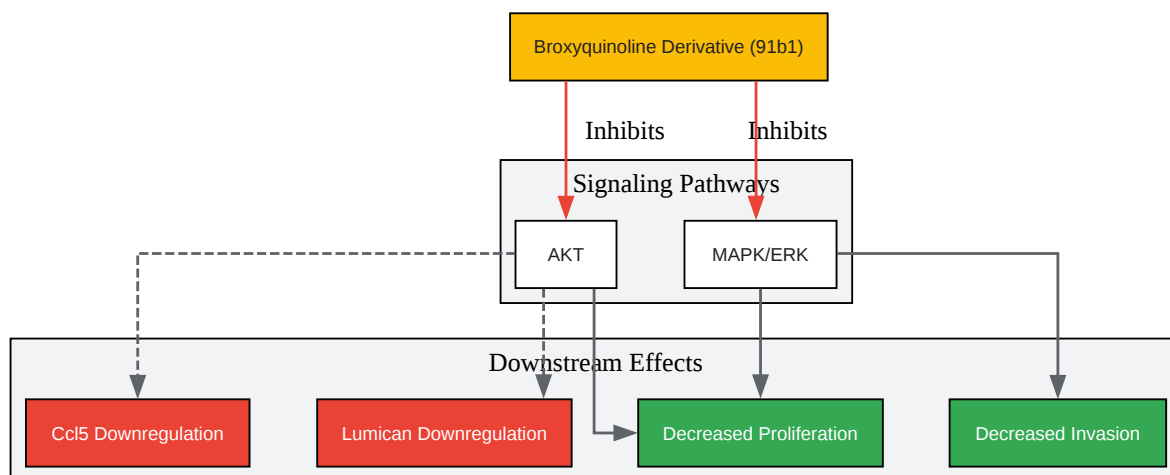 Broxyquinoline Derivative (91b1)
Inhibits
Inhibits
Signaling Pathways
AKT
MAPK/ERK
Downstream Effects
Ccl5 Downregulation
Lumican Downregulation
Decreased Proliferation
Decreased Invasion